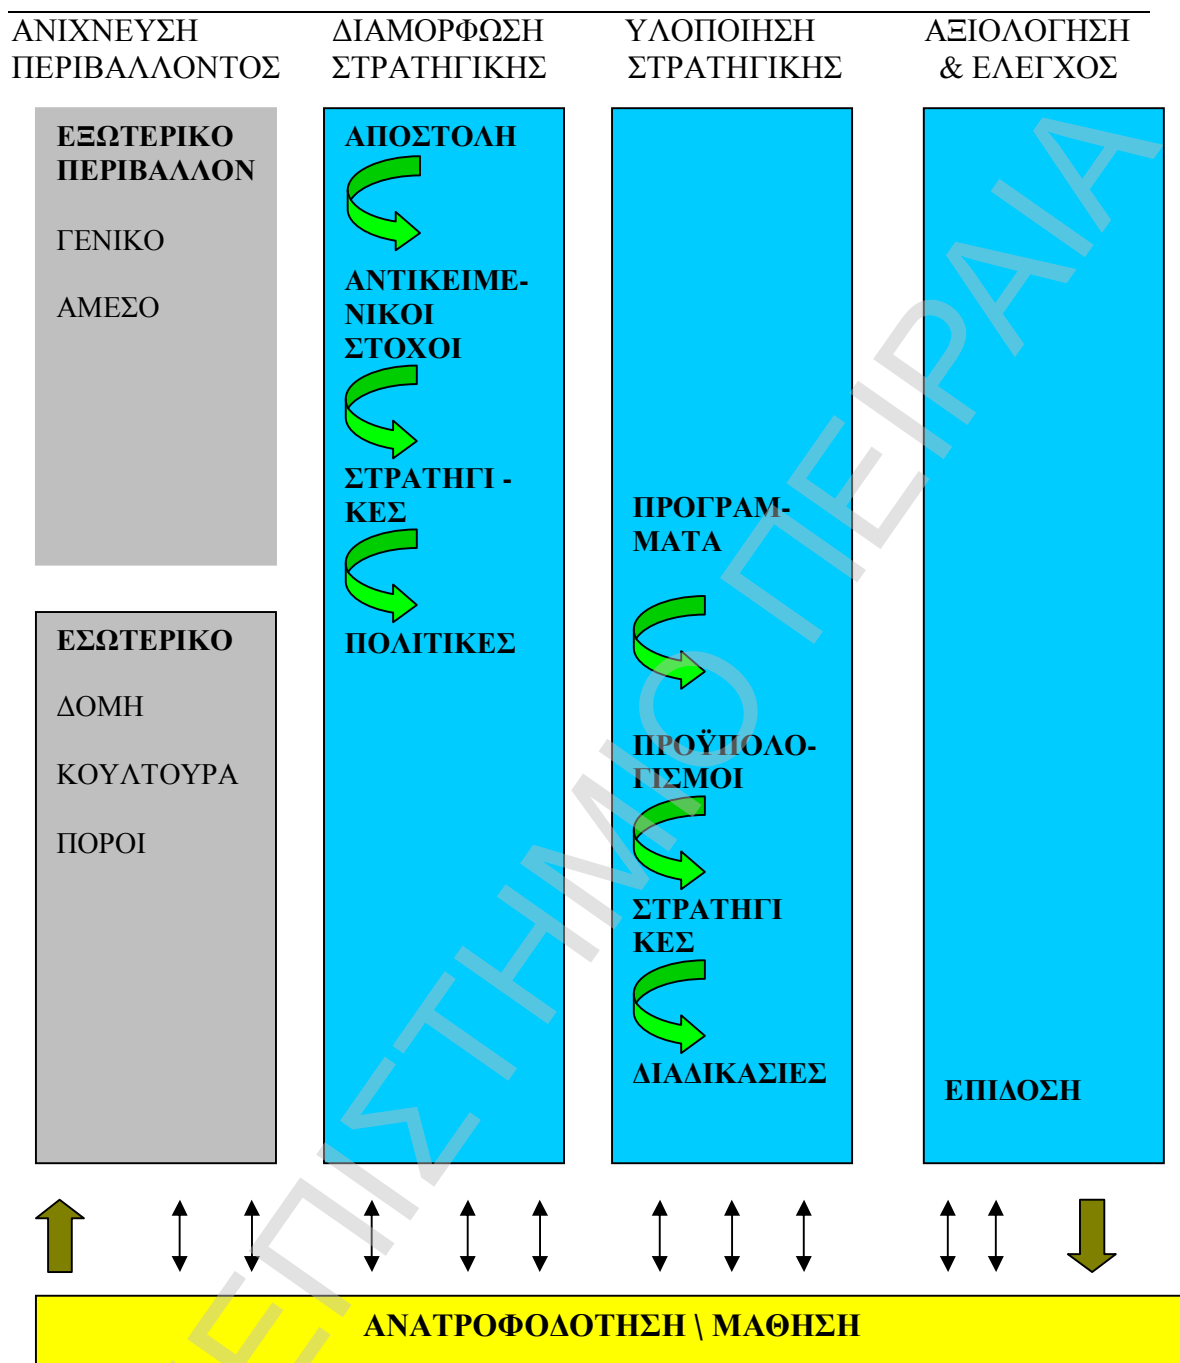 ΑΝΙΧΝΕΥΣΗ
ΠΕΡΙΒΑΛΛΟΝΤΟΣ
ΔΙΑΜΟΡΦΩΣΗ
ΣΤΡΑΤΗΓΙΚΗΣ
ΥΛΟΠΟΙΗΣΗ
ΣΤΡΑΤΗΓΙΚΗΣ
ΑΞΙΟΛΟΓΗΣΗ
& ΕΛΕΓΧΟΣ
ΕΞΩΤΕΡΙΚΟ
ΠΕΡΙΒΑΛΛΟΝ
ΓΕΝΙΚΟ
ΑΜΕΣΟ
ΕΣΩΤΕΡΙΚΟ
ΔΟΜΗ
ΚΟΥΛΤΟΥΡΑ
ΠΟΡΟΙ
ΑΠΟΣΤΟΛΗ
ΑΝΤΙΚΕΙΜΕ-
ΝΙΚΟΙ
ΣΤΟΧΟΙ
ΣΤΡΑΤΗΓΙ -
ΚΕΣ
ΠΟΛΙΤΙΚΕΣ
ΠΡΟΓΡΑΜ-
ΜΑΤΑ
ΠΡΟΫΠΟΛΟ-
ΓΙΣΜΟΙ
ΣΤΡΑΤΗΓΙ
ΚΕΣ
ΔΙΑΔΙΚΑΣΙΕΣ
ΕΠΙΔΟΣΗ
ΑΝΑΤΡΟΦΟΔΟΤΗΣΗ \ ΜΑΘΗΣΗ
ΕΠΙΣΤΗΜΙΟ ΠΕΙΡΑΙΑ